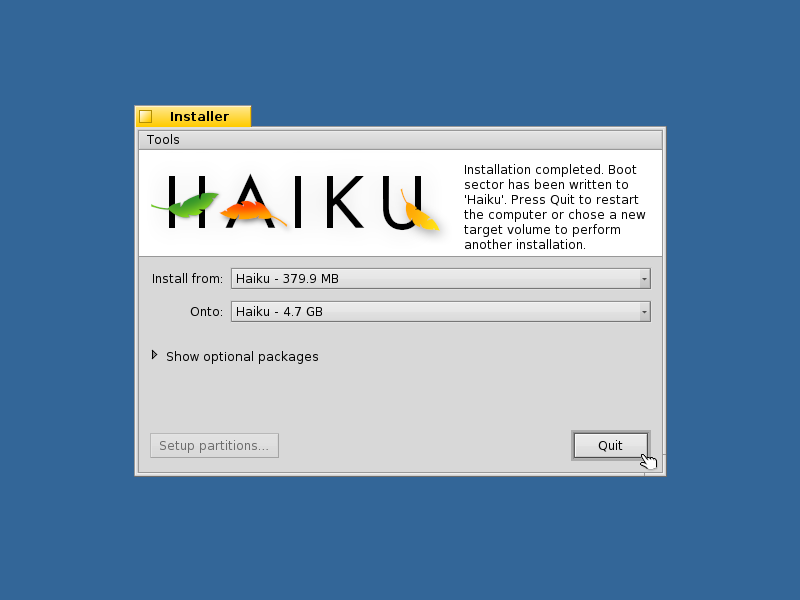 Installer
Tools
HAIKU
Installation completed. Boot
sector has been written to
'Haiku'. Press Quit to restart
the computer or chose a new
target volume to perform
another installation.
Install from: Haiku - 379.9 MB
Onto: Haiku - 4.7 GB
Show optional packages
Setup partitions...
Quit